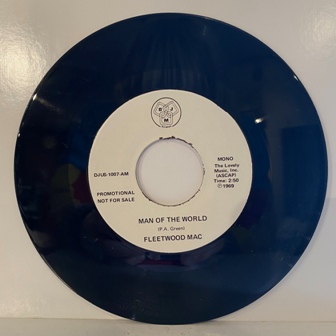 D J M
DJUS-1007-AM
PROMOTIONAL
NOT FOR SALE
MONO
The Lovely
Music, Inc.
(ASCAP)
Time: 2:50
Ⓟ1969
MAN OF THE WORLD
(P.A. Green)
FLEETWOOD MAC